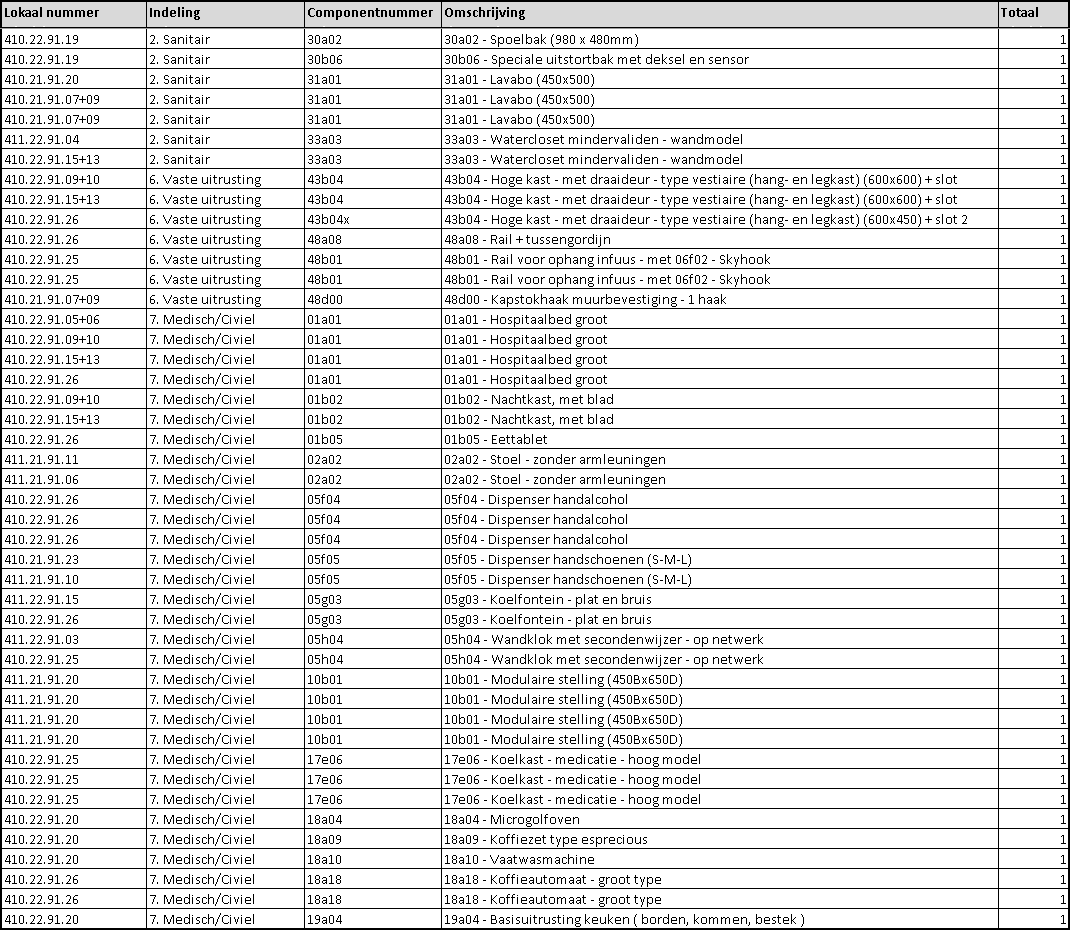 Lokaal nummer Indeling Componentnummer Omschrijving Totaal
410.22.91.19 2. Sanitair 30a02 30a02 - Spoelbak (980 x 480mm) 1
410.22.91.19 2. Sanitair 30b06 30b06 - Speciale uitstortbak met deksel en sensor 1
410.21.91.20 2. Sanitair 31a01 31a01 - Lavabo (450x500) 1
410.21.91.07+09 2. Sanitair 31a01 31a01 - Lavabo (450x500) 1
410.21.91.07+09 2. Sanitair 31a01 31a01 - Lavabo (450x500) 1
411.22.91.04 2. Sanitair 33a03 33a03 - Watercloset mindervaliden - wandmodel 1
410.22.91.15+13 2. Sanitair 33a03 33a03 - Watercloset mindervaliden - wandmodel 1
410.22.91.09+10 6. Vaste uitrusting 43b04 43b04 - Hoge kast - met draaideur - type vestiaire (hang- en legkast) (600x600) + slot 1
410.22.91.15+13 6. Vaste uitrusting 43b04 43b04 - Hoge kast - met draaideur - type vestiaire (hang- en legkast) (600x600) + slot 1
410.22.91.26 6. Vaste uitrusting 43b04x 43b04 - Hoge kast - met draaideur - type vestiaire (hang- en legkast) (600x450) + slot 2 1
410.22.91.26 6. Vaste uitrusting 48a08 48a08 - Rail + tussengordijn 1
410.22.91.25 6. Vaste uitrusting 48b01 48b01 - Rail voor ophang infuus - met 06f02 - Skyhook 1
410.22.91.25 6. Vaste uitrusting 48b01 48b01 - Rail voor ophang infuus - met 06f02 - Skyhook 1
410.21.91.07+09 6. Vaste uitrusting 48d00 48d00 - Kapstokhaak muurbevestiging - 1 haak 1
410.22.91.05+06 7. Medisch/Civiel 01a01 01a01 - Hospitaalbed groot 1
410.22.91.09+10 7. Medisch/Civiel 01a01 01a01 - Hospitaalbed groot 1
410.22.91.15+13 7. Medisch/Civiel 01a01 01a01 - Hospitaalbed groot 1
410.22.91.26 7. Medisch/Civiel 01a01 01a01 - Hospitaalbed groot 1
410.22.91.09+10 7. Medisch/Civiel 01b02 01b02 - Nachtkast, met blad 1
410.22.91.15+13 7. Medisch/Civiel 01b02 01b02 - Nachtkast, met blad 1
410.22.91.26 7. Medisch/Civiel 01b05 01b05 - Eettablet 1
411.21.91.11 7. Medisch/Civiel 02a02 02a02 - Stoel - zonder armleuningen 1
411.21.91.06 7. Medisch/Civiel 02a02 02a02 - Stoel - zonder armleuningen 1
410.22.91.26 7. Medisch/Civiel 05f04 05f04 - Dispenser handalcohol 1
410.22.91.26 7. Medisch/Civiel 05f04 05f04 - Dispenser handalcohol 1
410.22.91.26 7. Medisch/Civiel 05f04 05f04 - Dispenser handalcohol 1
410.21.91.23 7. Medisch/Civiel 05f05 05f05 - Dispenser handschoenen (S-M-L) 1
411.21.91.10 7. Medisch/Civiel 05f05 05f05 - Dispenser handschoenen (S-M-L) 1
411.22.91.15 7. Medisch/Civiel 05g03 05g03 - Koelfontein - plat en bruis 1
410.22.91.26 7. Medisch/Civiel 05g03 05g03 - Koelfontein - plat en bruis 1
411.22.91.03 7. Medisch/Civiel 05h04 05h04 - Wandklok met secondenwijzer - op netwerk 1
410.22.91.25 7. Medisch/Civiel 05h04 05h04 - Wandklok met secondenwijzer - op netwerk 1
411.21.91.20 7. Medisch/Civiel 10b01 10b01 - Modulaire stelling (450Bx650D) 1
411.21.91.20 7. Medisch/Civiel 10b01 10b01 - Modulaire stelling (450Bx650D) 1
411.21.91.20 7. Medisch/Civiel 10b01 10b01 - Modulaire stelling (450Bx650D) 1
411.21.91.20 7. Medisch/Civiel 10b01 10b01 - Modulaire stelling (450Bx650D) 1
410.22.91.25 7. Medisch/Civiel 17e06 17e06 - Koelkast - medicatie - hoog model 1
410.22.91.25 7. Medisch/Civiel 17e06 17e06 - Koelkast - medicatie - hoog model 1
410.22.91.25 7. Medisch/Civiel 17e06 17e06 - Koelkast - medicatie - hoog model 1
410.22.91.20 7. Medisch/Civiel 18a04 18a04 - Microgolfoven 1
410.22.91.20 7. Medisch/Civiel 18a09 18a09 - Koffiezet type esprecious 1
410.22.91.20 7. Medisch/Civiel 18a10 18a10 - Vaatwasmachine 1
410.22.91.26 7. Medisch/Civiel 18a18 18a18 - Koffieautomaat - groot type 1
410.22.91.26 7. Medisch/Civiel 18a18 18a18 - Koffieautomaat - groot type 1
410.22.91.20 7. Medisch/Civiel 19a04 19a04 - Basisuitrusting keuken ( borden, kommen, bestek ) 1